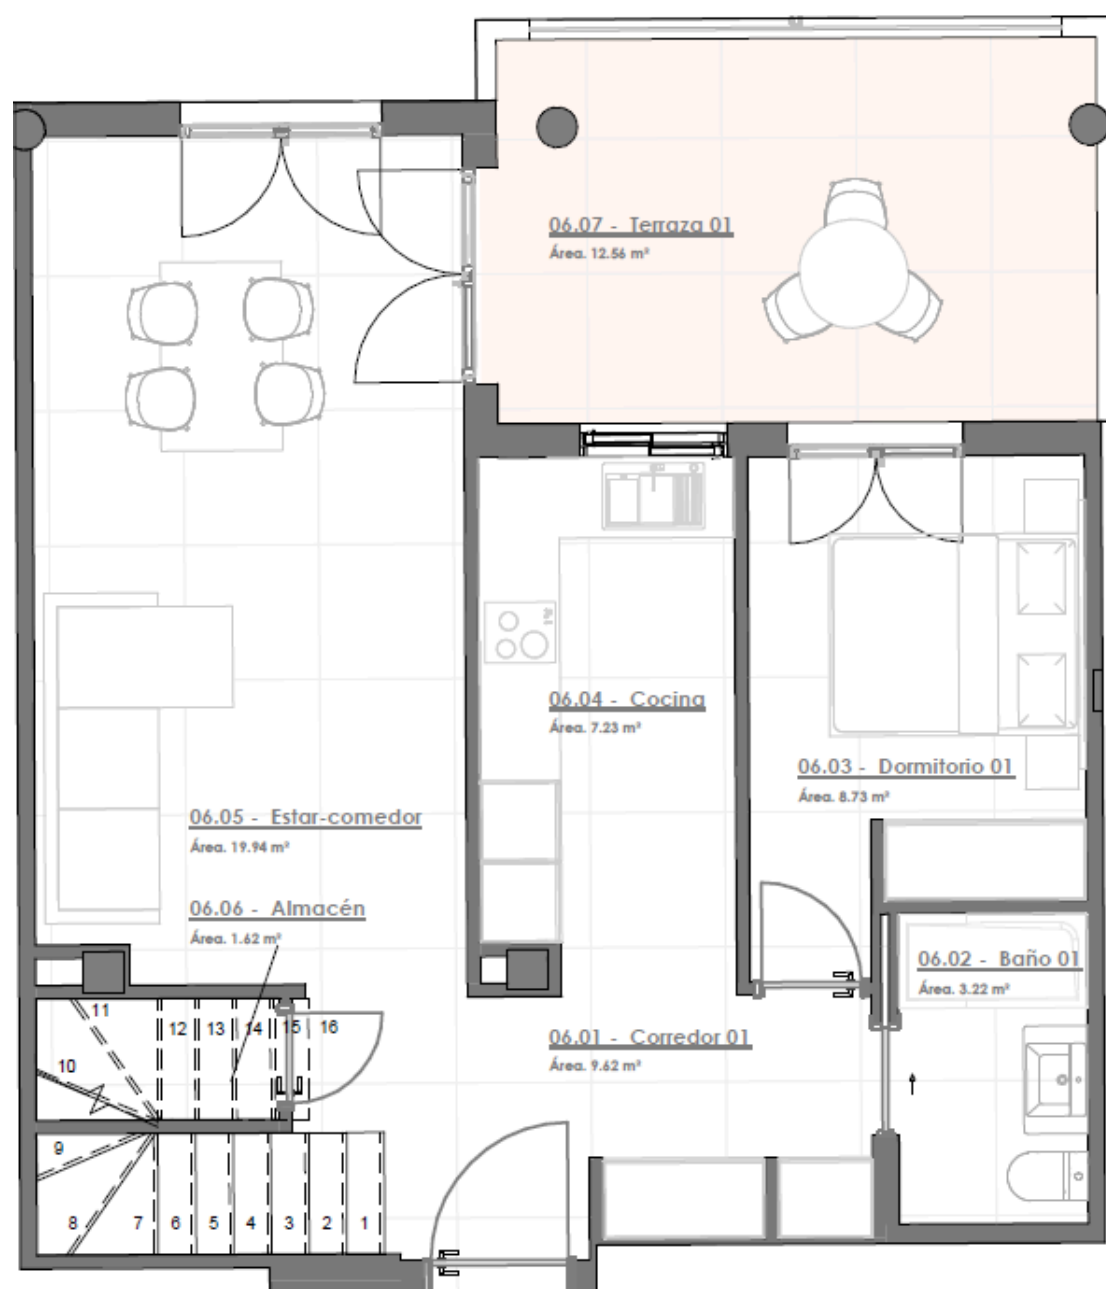 06.07 - Terraza 01
Área. 12.56 m²
06.04 - Cocina
Área. 7.23 m²
06.03 - Dormitorio 01
Área. 8.73 m²
06.05 - Estar-comedor
Área. 19.94 m²
06.06 - Almacén
Área. 1.62 m²
06.02 - Baño 01
Área. 3.22 m²
06.01 - Corredor 01
Área. 9.62 m²
11
12 13 14 15 16
10
9
8 7 6 5 4 3 2 1